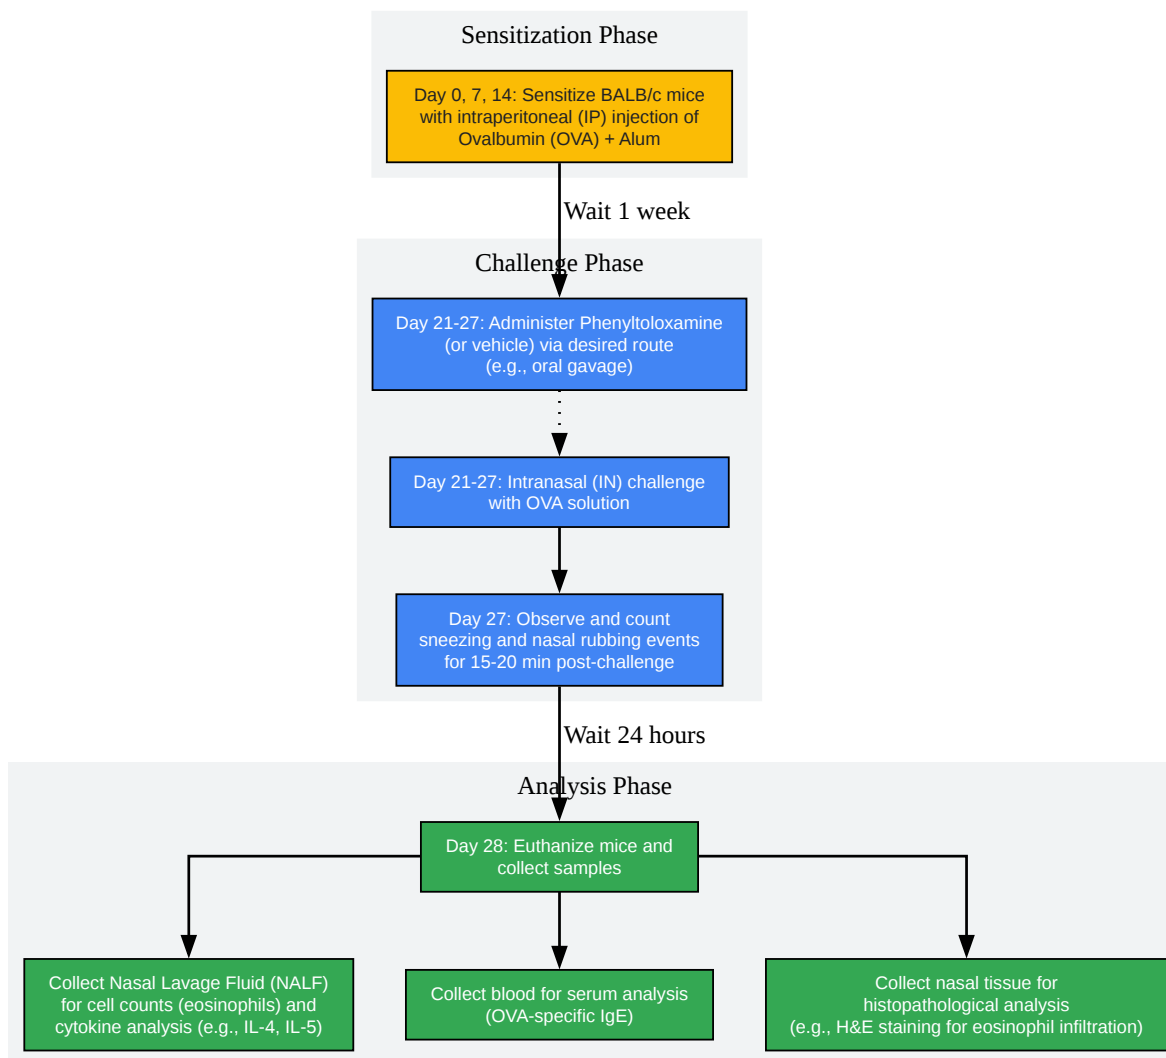 Sensitization Phase
Day 0, 7, 14: Sensitize BALB/c mice
with intraperitoneal (IP) injection of
Ovalbumin (OVA) + Alum
Wait 1 week
Challenge Phase
Day 21-27: Administer Phenyltoloxamine
(or vehicle) via desired route
(e.g., oral gavage)
Day 21-27: Intranasal (IN) challenge
with OVA solution
Day 27: Observe and count
sneezing and nasal rubbing events
for 15-20 min post-challenge
Wait 24 hours
Analysis Phase
Day 28: Euthanize mice and
collect samples
Collect Nasal Lavage Fluid (NALF)
for cell counts (eosinophils) and
cytokine analysis (e.g., IL-4, IL-5)
Collect blood for serum analysis
(OVA-specific IgE)
Collect nasal tissue for
histopathological analysis
(e.g., H&E staining for eosinophil infiltration)